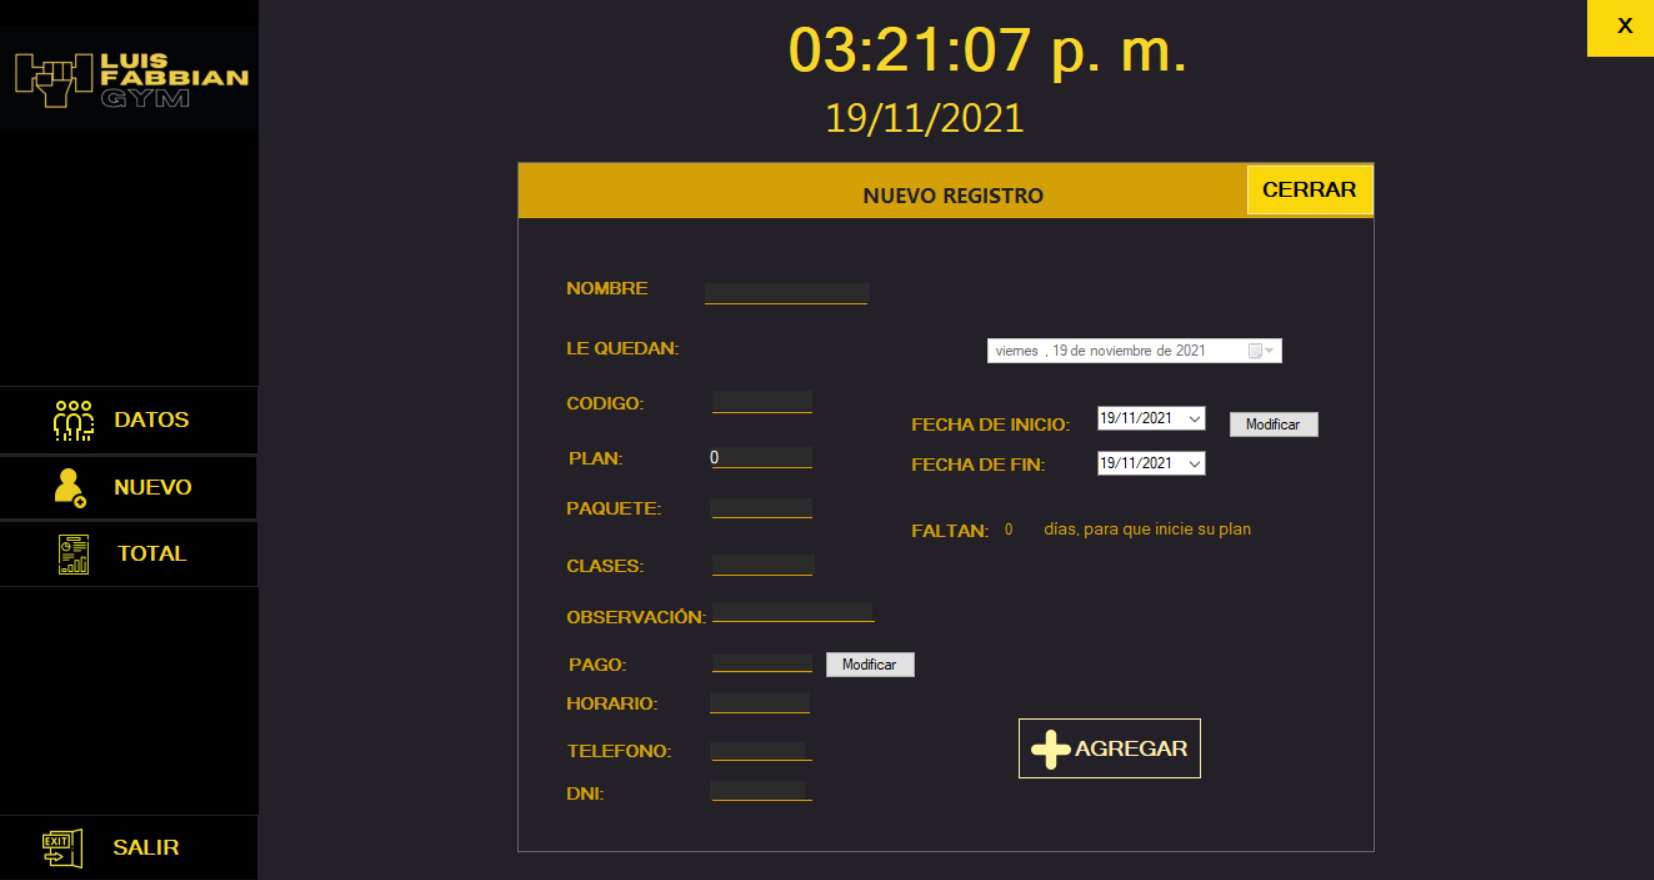 LUIS
FABBIAN
GYM
03:21:07 p. m.
19/11/2021
X
NUEVO REGISTRO
CERRAR
NOMBRE
LE QUEDAN:
viernes , 19 de noviembre de 2021
CODIGO:
FECHA DE INICIO: 19/11/2021 Modificar
PLAN: 0
FECHA DE FIN: 19/11/2021
PAQUETE:
FALTAN: 0 días, para que inicie su plan
CLASES:
OBSERVACIÓN:
PAGO: Modificar
HORARIO:
TELEFONO:
DNI:
AGREGAR
DATOS
NUEVO
TOTAL
EXIT
SALIR